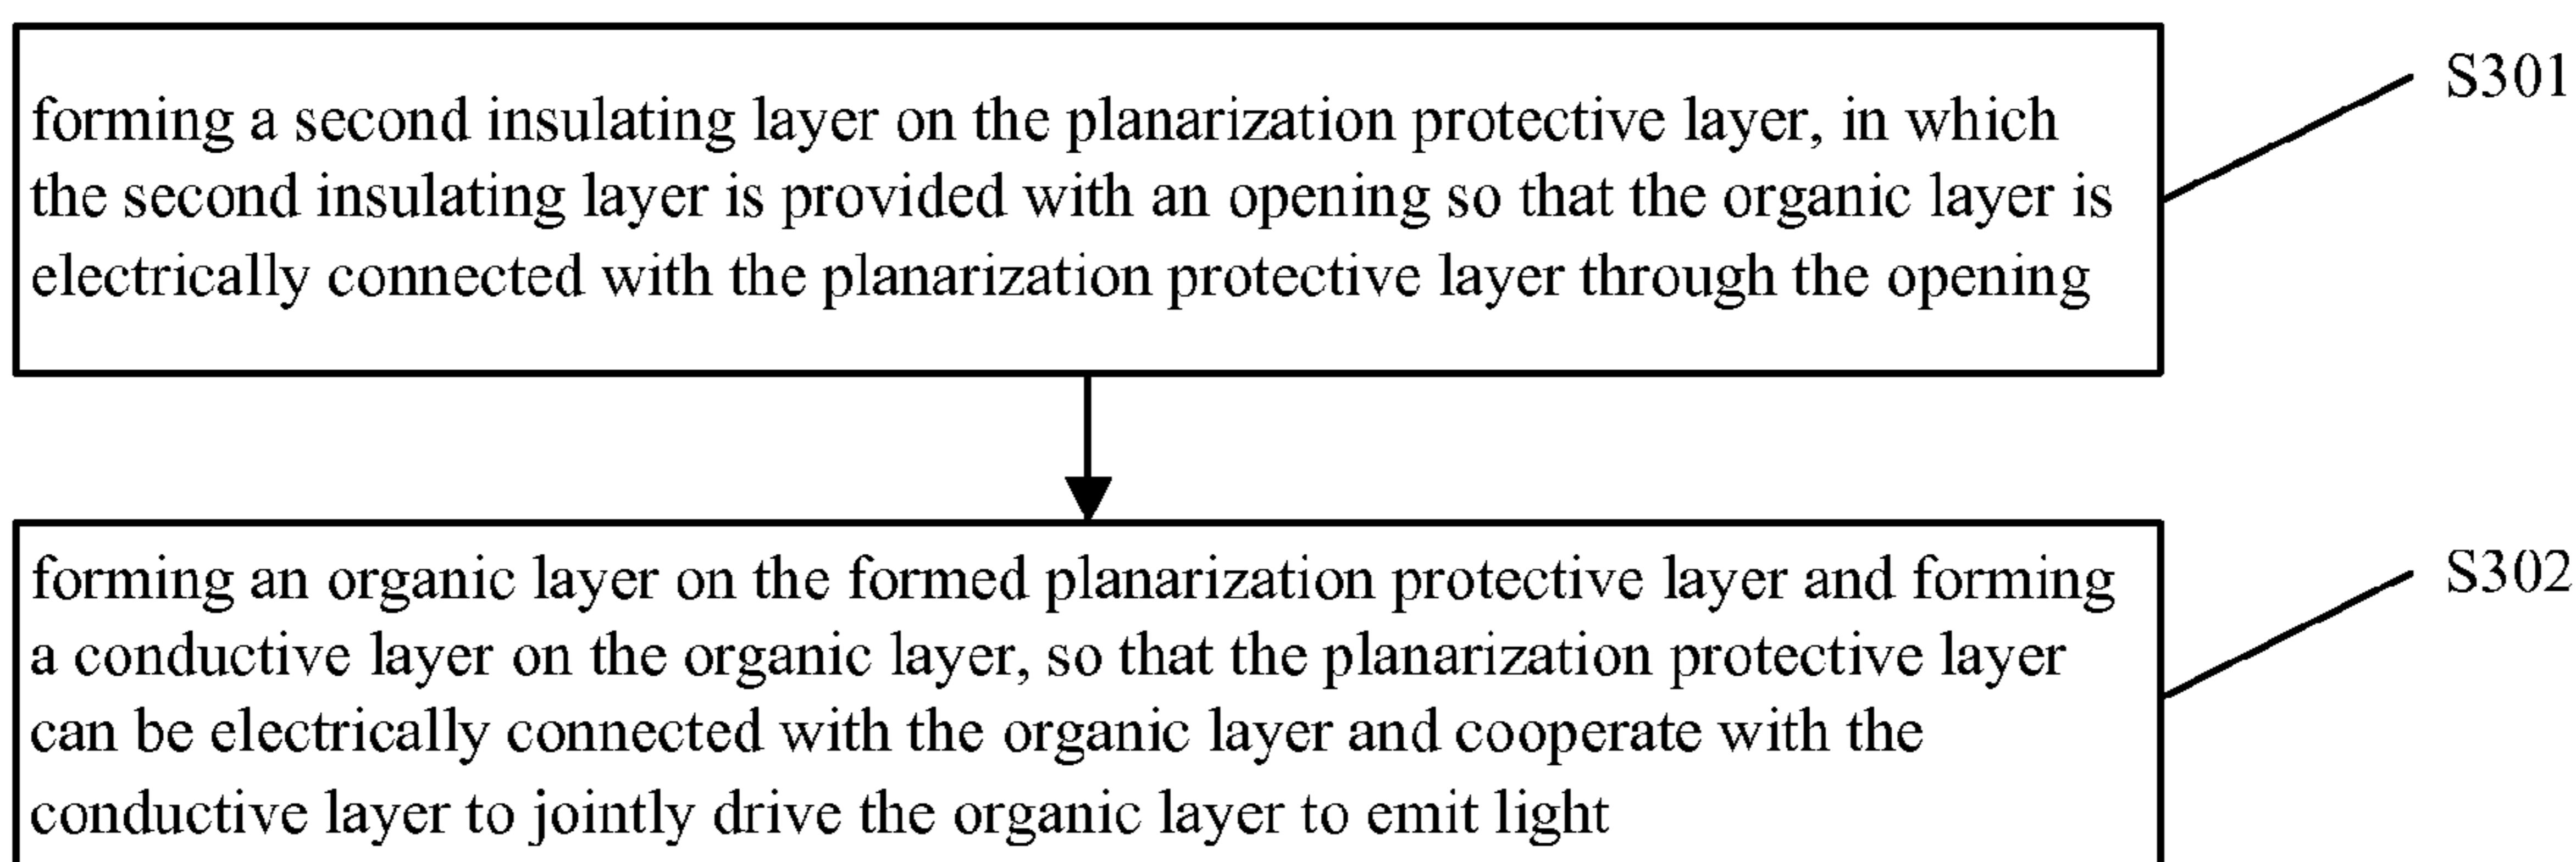 forming a second insulating layer on the planarization protective layer, in which
the second insulating layer is provided with an opening so that the organic layer is
electrically connected with the planarization protective layer through the opening
S301
forming an organic layer on the formed planarization protective layer and forming
a conductive layer on the organic layer, so that the planarization protective layer
can be electrically connected with the organic layer and cooperate with the
conductive layer to jointly drive the organic layer to emit light
S302